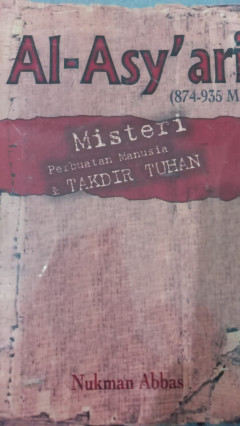 Al-Asy'ari
(874-935 M
Misteri
Perbuatan Manusia
& TAKDIR TUHAN
Nukman Abbas